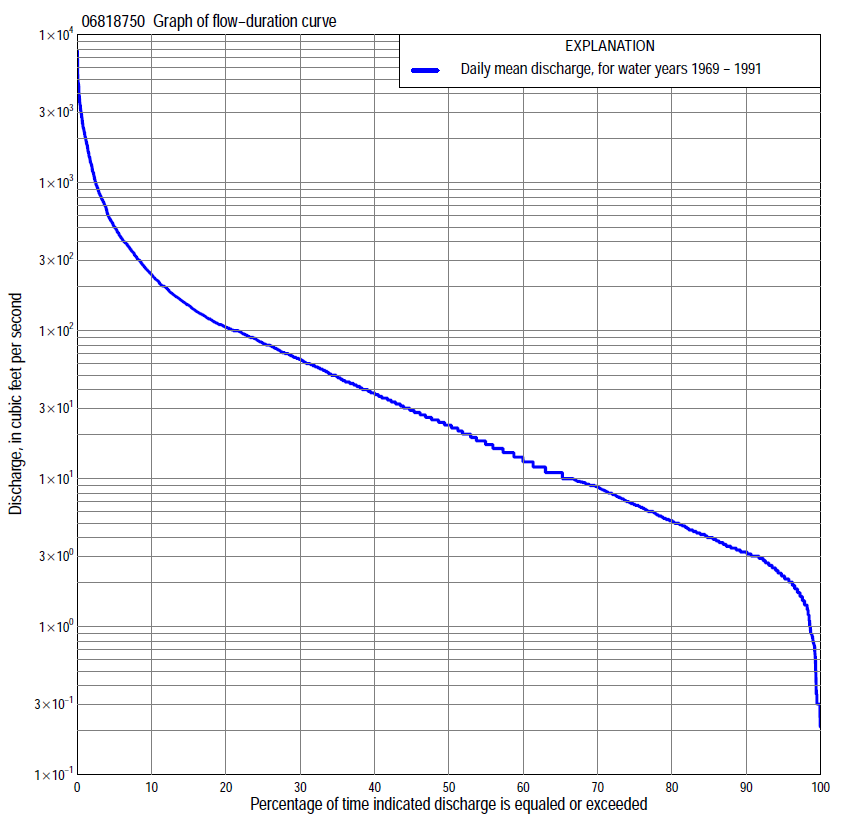 06818750 Graph of flow−duration curve
EXPLANATION
Daily mean discharge, for water years 1969 − 1991
1×10⁴
3×10³
1×10³
3×10²
1×10²
3×10¹
1×10¹
3×10⁰
1×10⁰
3×10⁻¹
1×10⁻¹
Discharge, in cubic feet per second
0 10 20 30 40 50 60 70 80 90 100
Percentage of time indicated discharge is equaled or exceeded